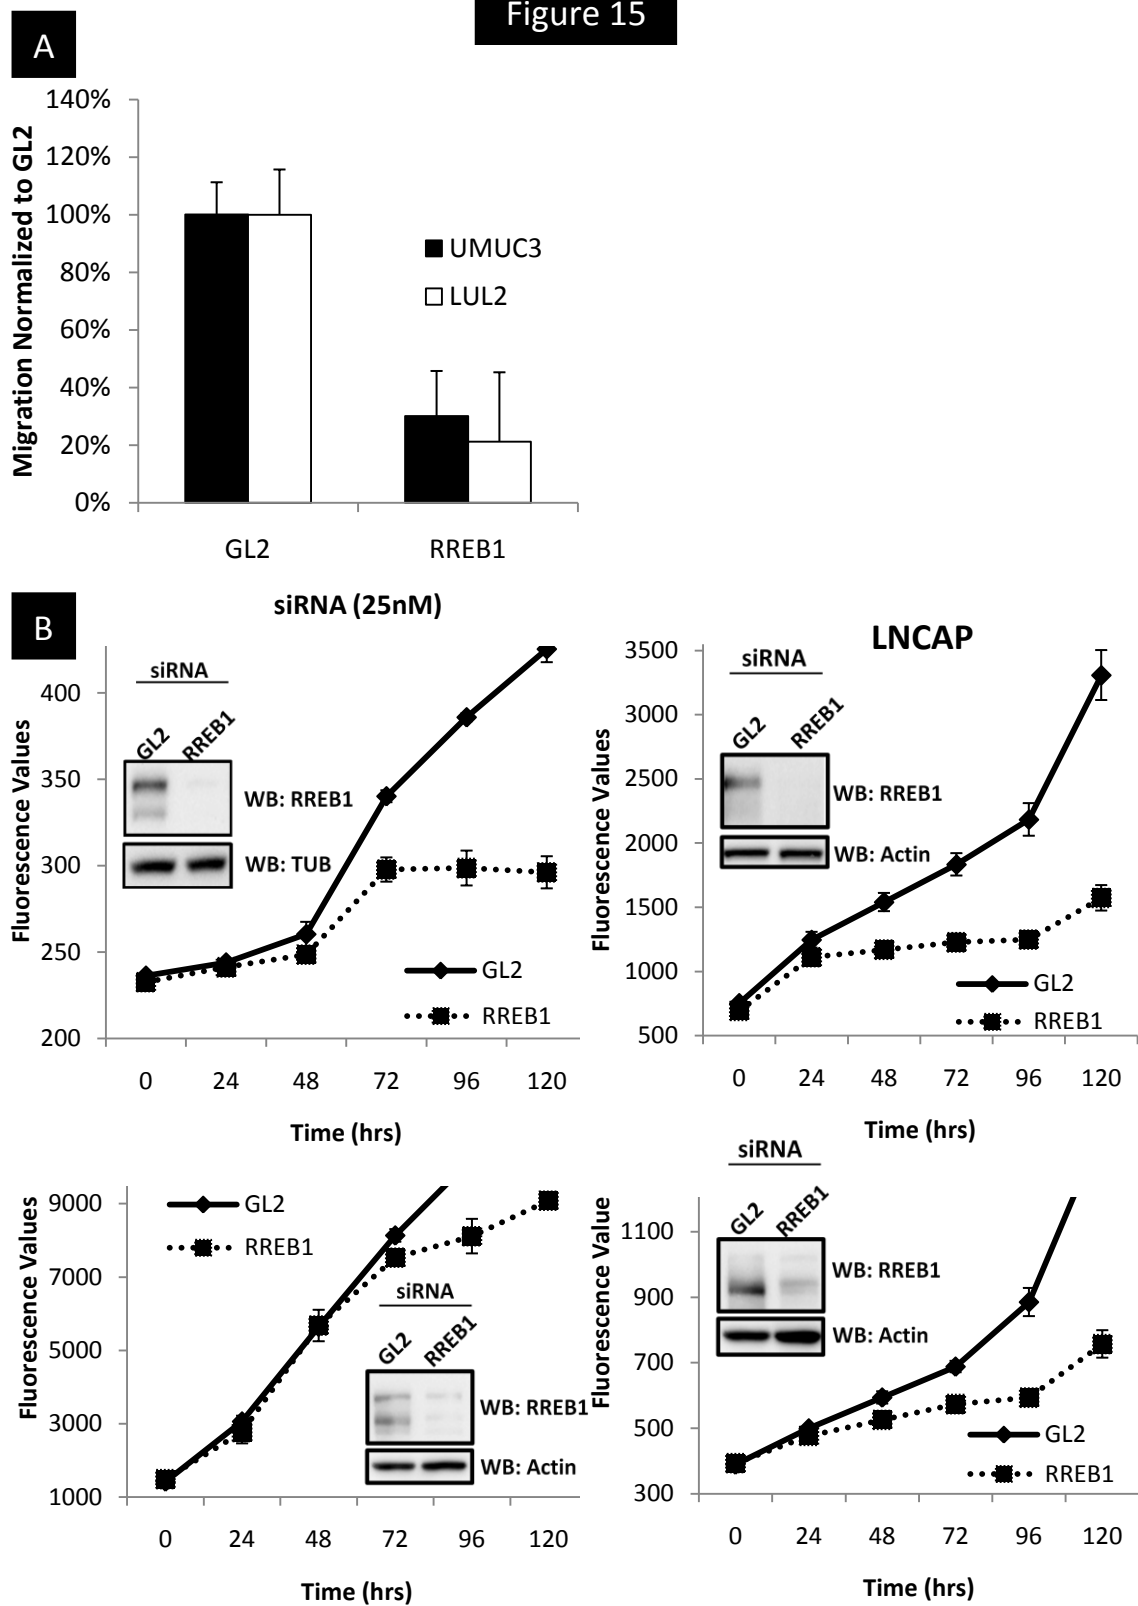 Figure 15
A
140%
120%
100%
80%
60%
40%
20%
0%
Migration Normalized to GL2
UMUC3
LUL2
GL2 RREB1
siRNA (25nM)
B
400
350
300
250
200
Fluorescence Values
siRNA
GL2 RREB1
WB: RREB1
WB: TUB
GL2
RREB1
0 24 48 72 96 120
Time (hrs)
LNCAP
3500
3000
2500
2000
1500
1000
500
Fluorescence Values
siRNA
GL2 RREB1
WB: RREB1
WB: Actin
GL2
RREB1
0 24 48 72 96 120
Time (hrs)
9000
7000
5000
3000
1000
Fluorescence Values
GL2
RREB1
siRNA
GL2 RREB1
WB: RREB1
WB: Actin
0 24 48 72 96 120
Time (hrs)
1100
900
700
500
300
Fluorescence Value
siRNA
GL2 RREB1
WB: RREB1
WB: Actin
GL2
RREB1
0 24 48 72 96 120
Time (hrs)